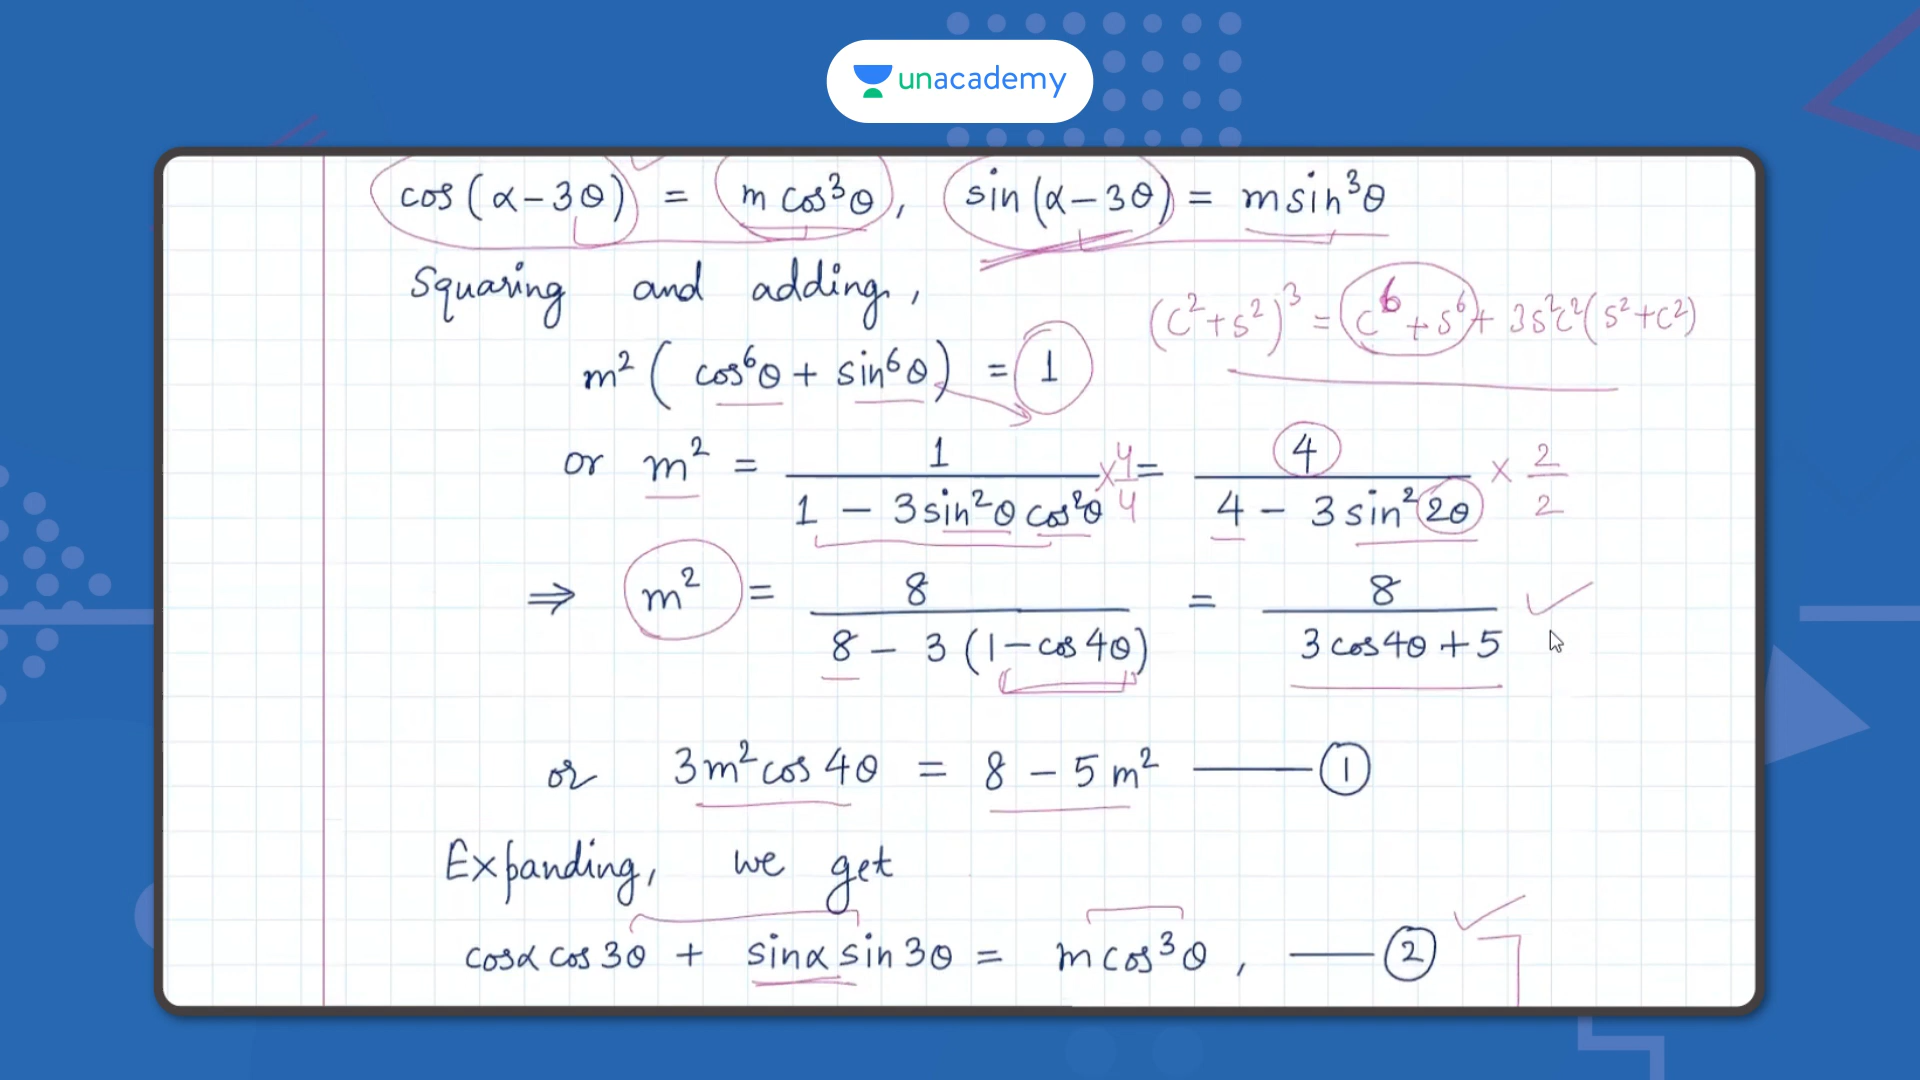 unacademy
cos(α-3θ) = m cos³θ, sin(α-3θ) = m sin³θ
Squaring and adding,
(c²+s²)³ = c⁶+s⁶+ 3s²c²(s²+c²)
m² ( cos⁶θ + sin⁶θ ) = 1
or m² = 1 / (1 - 3sin²θ cos²θ) × 4/4 = 4 / (4 - 3 sin²2θ) × 2/2
⇒ m² = 8 / (8 - 3 (1-cos4θ)) = 8 / (3cos4θ+5)
or 3m²cos4θ = 8 - 5m² —— ①
Expanding, we get
cosα cos3θ + sinα sin3θ = m cos³θ, —— ②